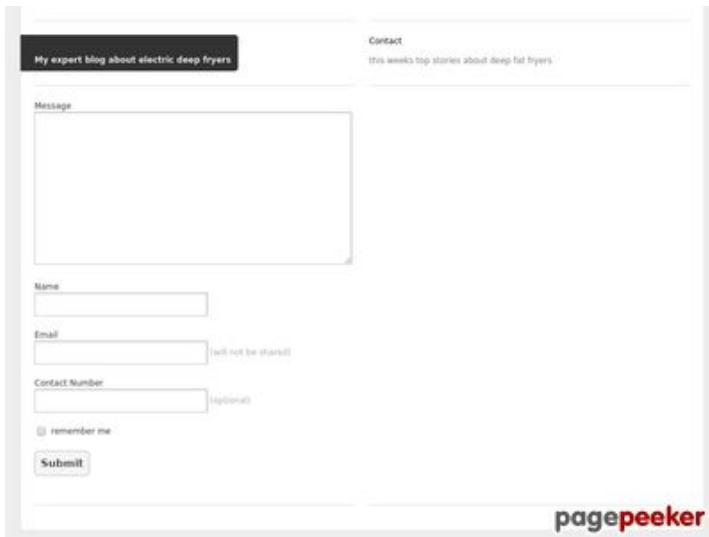 My expert blog about electric deep fryers
Contact
this weeks top stories about deep fat fryers
Message
Name
Email
(will not be shared)
Contact Number
(optional)
remember me
Submit
pagepeeker